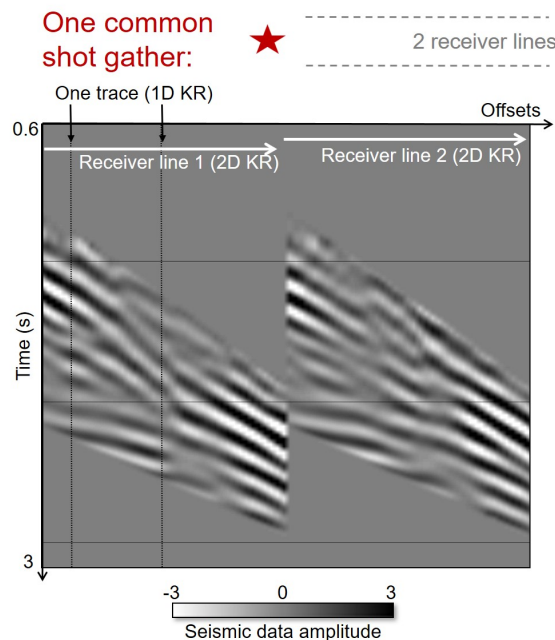 One common
shot gather:
2 receiver lines
One trace (1D KR)
Offsets
0.6
Receiver line 1 (2D KR)
Receiver line 2 (2D KR)
Time (s)
3
-3 0 3
Seismic data amplitude